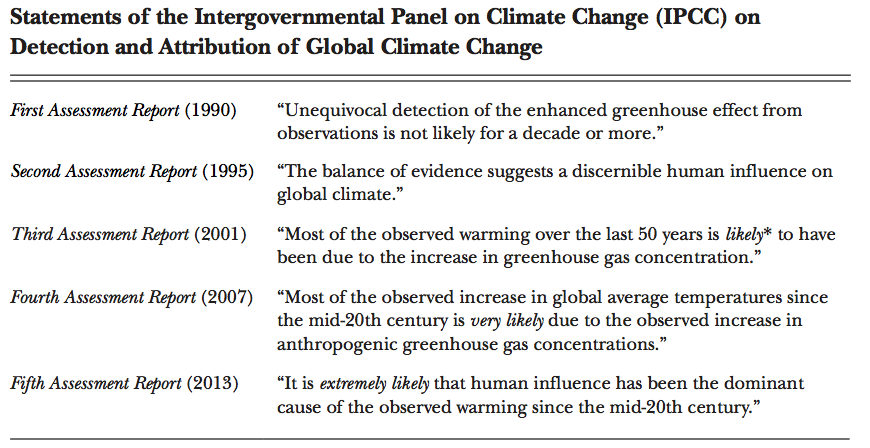 Statements of the Intergovernmental Panel on Climate Change (IPCC) on
Detection and Attribution of Global Climate Change
First Assessment Report (1990) “Unequivocal detection of the enhanced greenhouse effect from
observations is not likely for a decade or more.”
Second Assessment Report (1995) “The balance of evidence suggests a discernible human influence on
global climate.”
Third Assessment Report (2001) “Most of the observed warming over the last 50 years is likely* to have
been due to the increase in greenhouse gas concentration.”
Fourth Assessment Report (2007) “Most of the observed increase in global average temperatures since
the mid-20th century is very likely due to the observed increase in
anthropogenic greenhouse gas concentrations.”
Fifth Assessment Report (2013) “It is extremely likely that human influence has been the dominant
cause of the observed warming since the mid-20th century.”